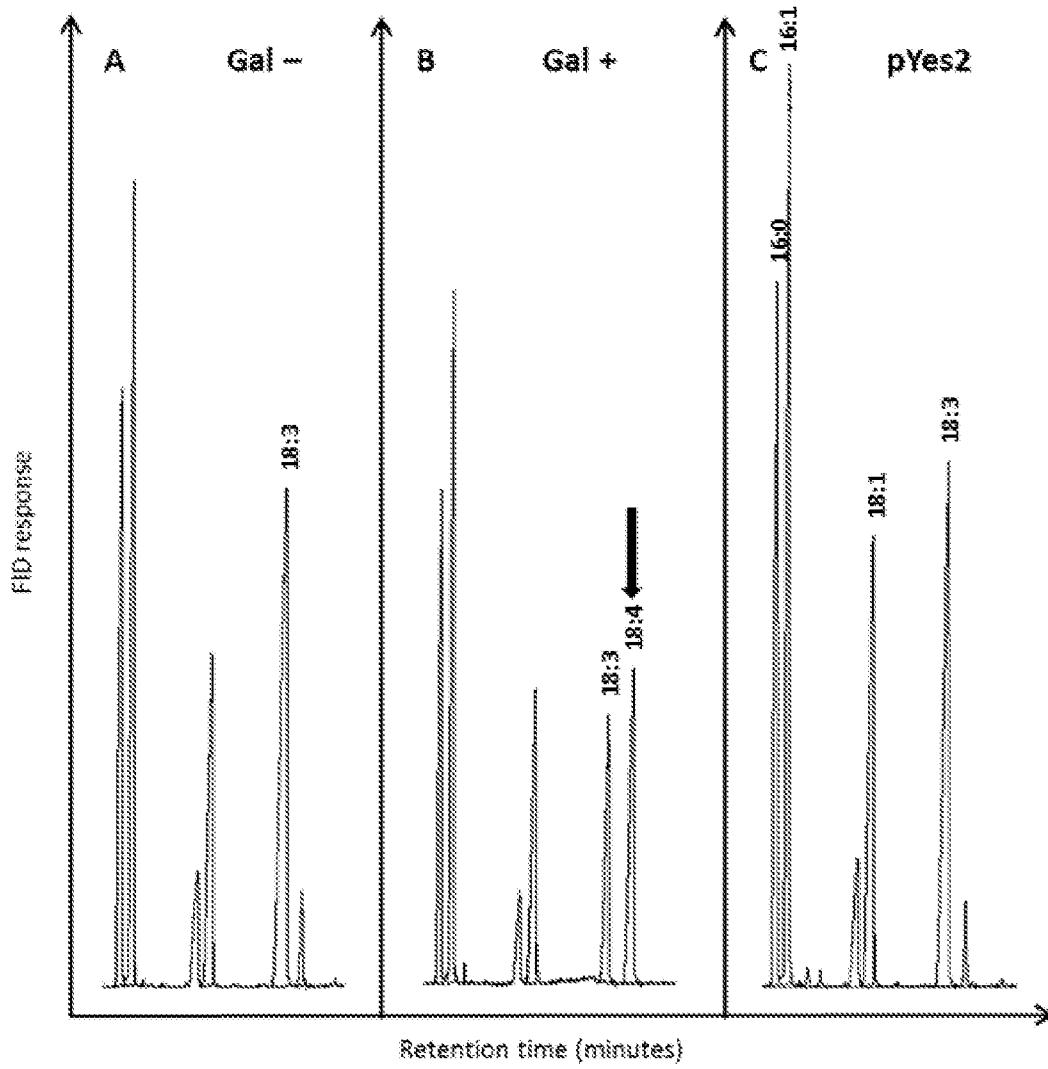 A Gal –
B Gal +
C pYes2
16:1
16:0
18:3
18:3
18:4
18:1
18:3
FID response
Retention time (minutes)